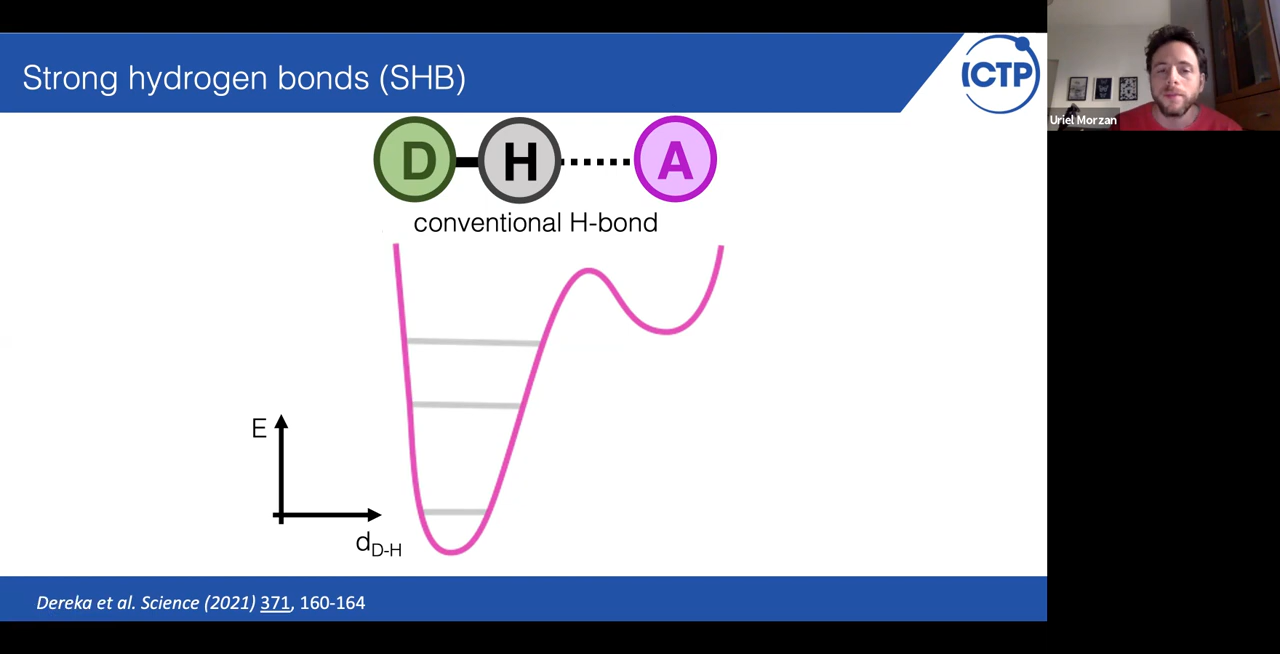 Strong hydrogen bonds (SHB)
ICTP
Uriel Morzan
D H A
conventional H-bond
E
dD-H
Dereka et al. Science (2021) 371, 160-164